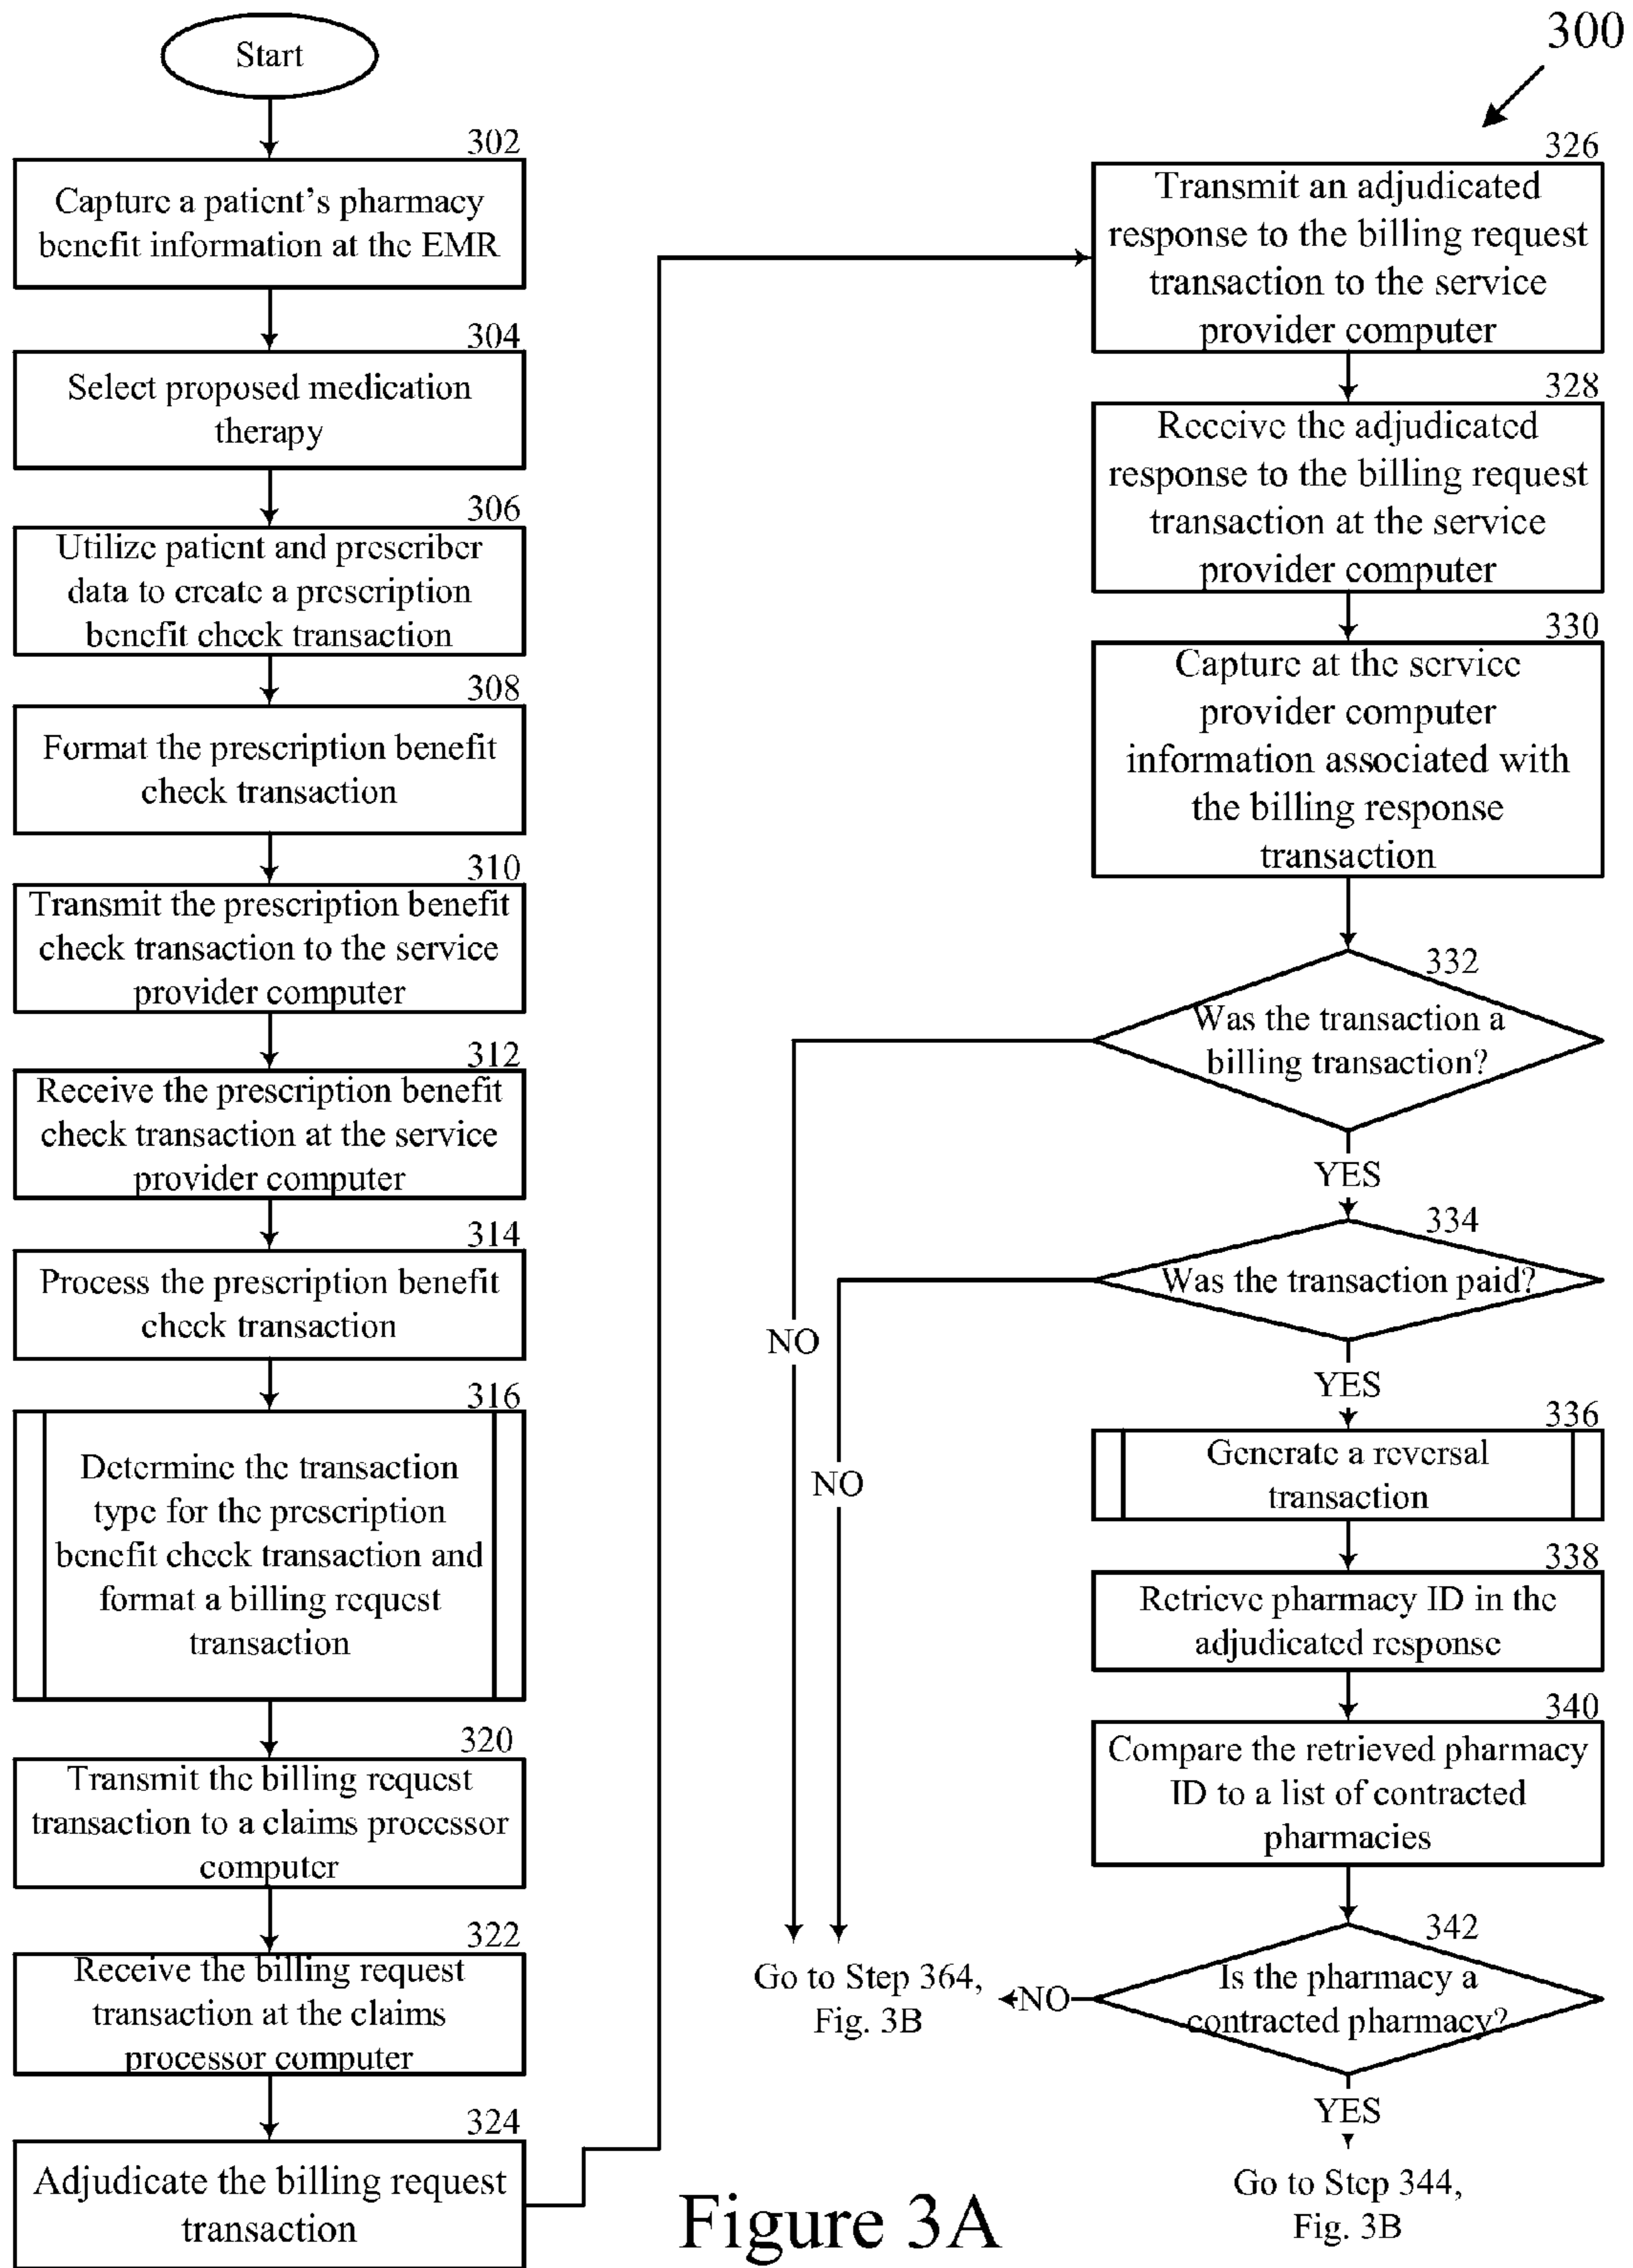 Start
302
Capture a patient's pharmacy
benefit information at the EMR
304
Select proposed medication
therapy
306
Utilize patient and prescriber
data to create a prescription
benefit check transaction
308
Format the prescription benefit
check transaction
310
Transmit the prescription benefit
check transaction to the service
provider computer
312
Receive the prescription benefit
check transaction at the service
provider computer
314
Process the prescription benefit
check transaction
316
Determine the transaction
type for the prescription
benefit check transaction and
format a billing request
transaction
320
Transmit the billing request
transaction to a claims processor
computer
322
Receive the billing request
transaction at the claims
processor computer
324
Adjudicate the billing request
transaction
300
326
Transmit an adjudicated
response to the billing request
transaction to the service
provider computer
328
Receive the adjudicated
response to the billing request
transaction at the service
provider computer
330
Capture at the service
provider computer
information associated with
the billing response
transaction
332
Was the transaction a
billing transaction?
YES
334
Was the transaction paid?
NO
NO
YES
336
Generate a reversal
transaction
338
Retrieve pharmacy ID in the
adjudicated response
340
Compare the retrieved pharmacy
ID to a list of contracted
pharmacies
342
Is the pharmacy a
contracted pharmacy?
NO
Go to Step 364,
Fig. 3B
YES
Go to Step 344,
Fig. 3B
Figure 3A